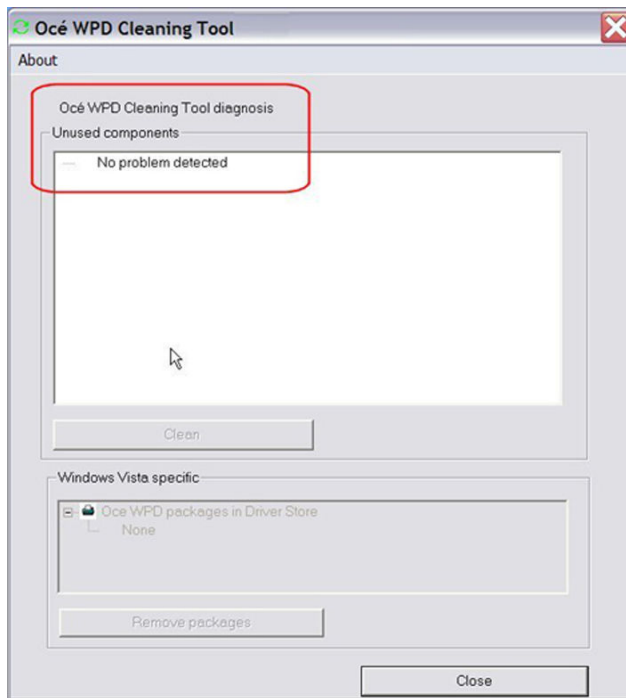 Océ WPD Cleaning Tool
About
Océ WPD Cleaning Tool diagnosis
Unused components
No problem detected
Clean
Windows Vista specific
Oce WPD packages in Driver Store
None
Remove packages
Close